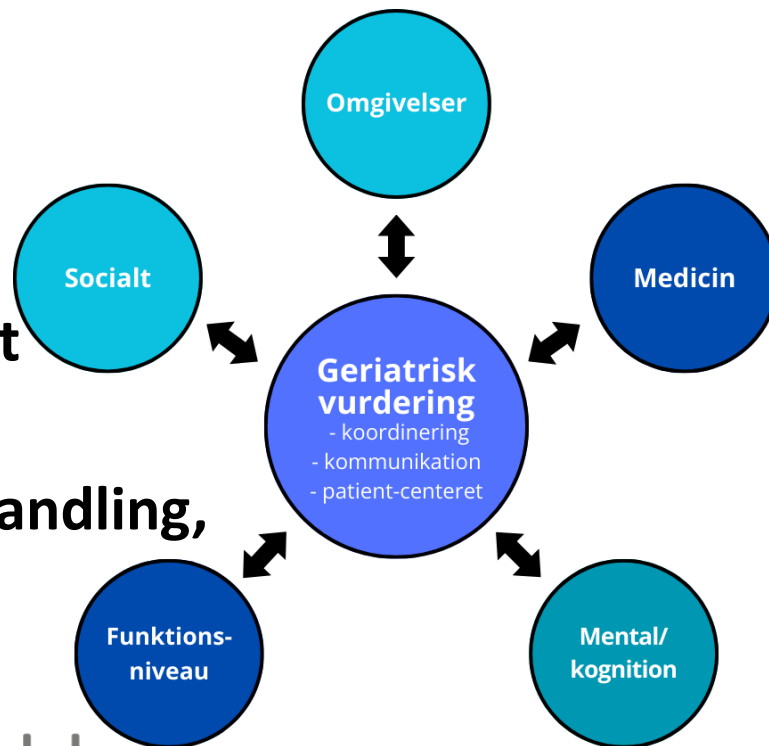 Omgivelser
Socialt
Medicin
t
Geriatrisk
vurdering
- koordinering
- kommunikation
- patient-centeret
andling,
Funktions-
niveau
Mental/
kognition